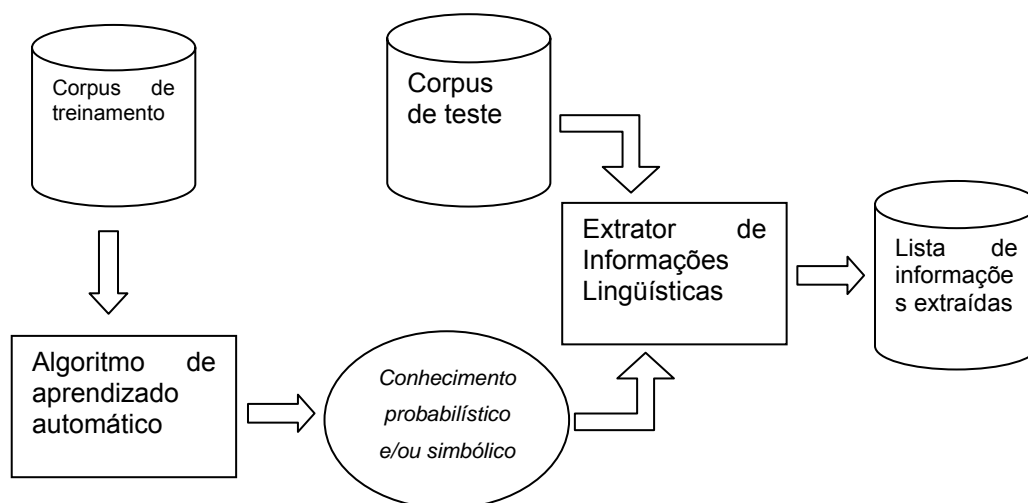 Corpus de
treinamento
Corpus
de teste
Extrator de
Informações
Lingüísticas
Lista de
informaçõe
s extraídas
Algoritmo de
aprendizado
automático
Conhecimento
probabilístico
e/ou simbólico